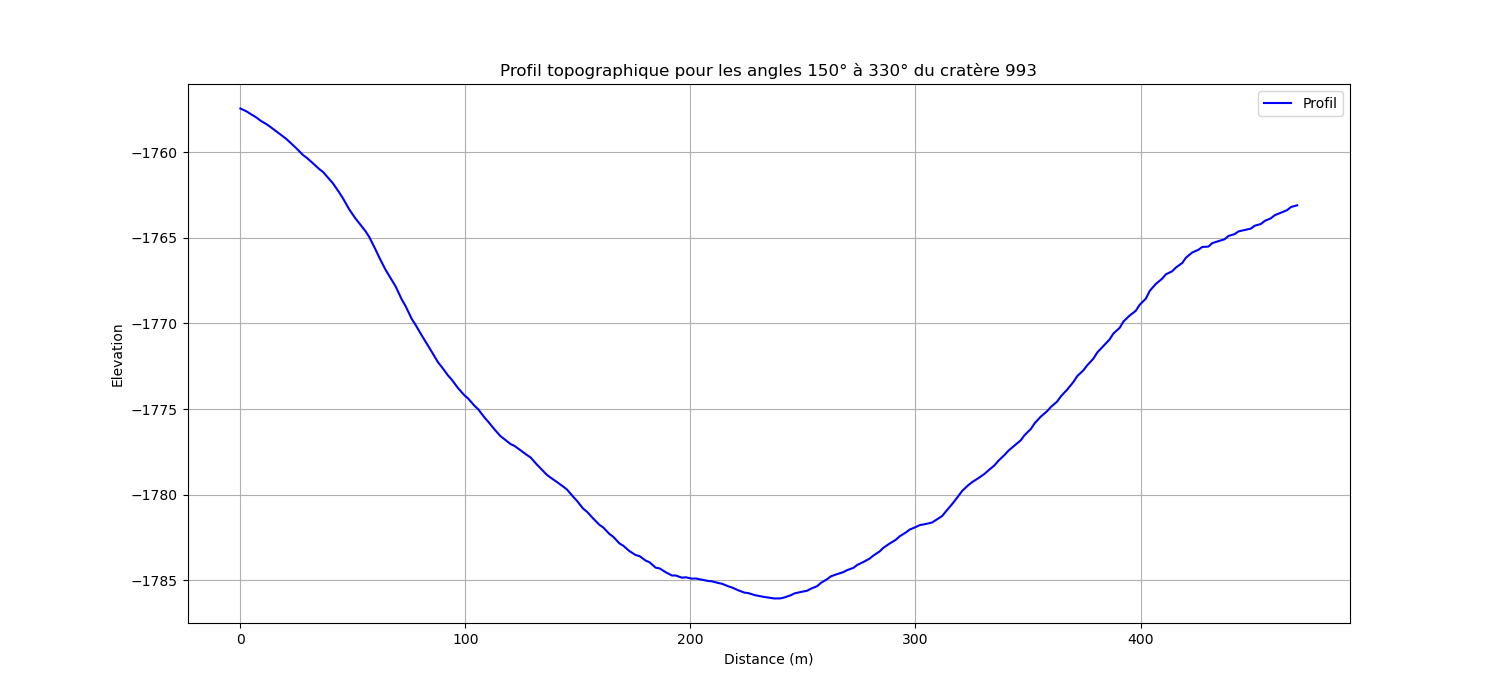 Profil topographique pour les angles 150° à 330° du cratère 993
Profil
−1760
−1765
−1770
−1775
−1780
−1785
Elevation
0 100 200 300 400
Distance (m)